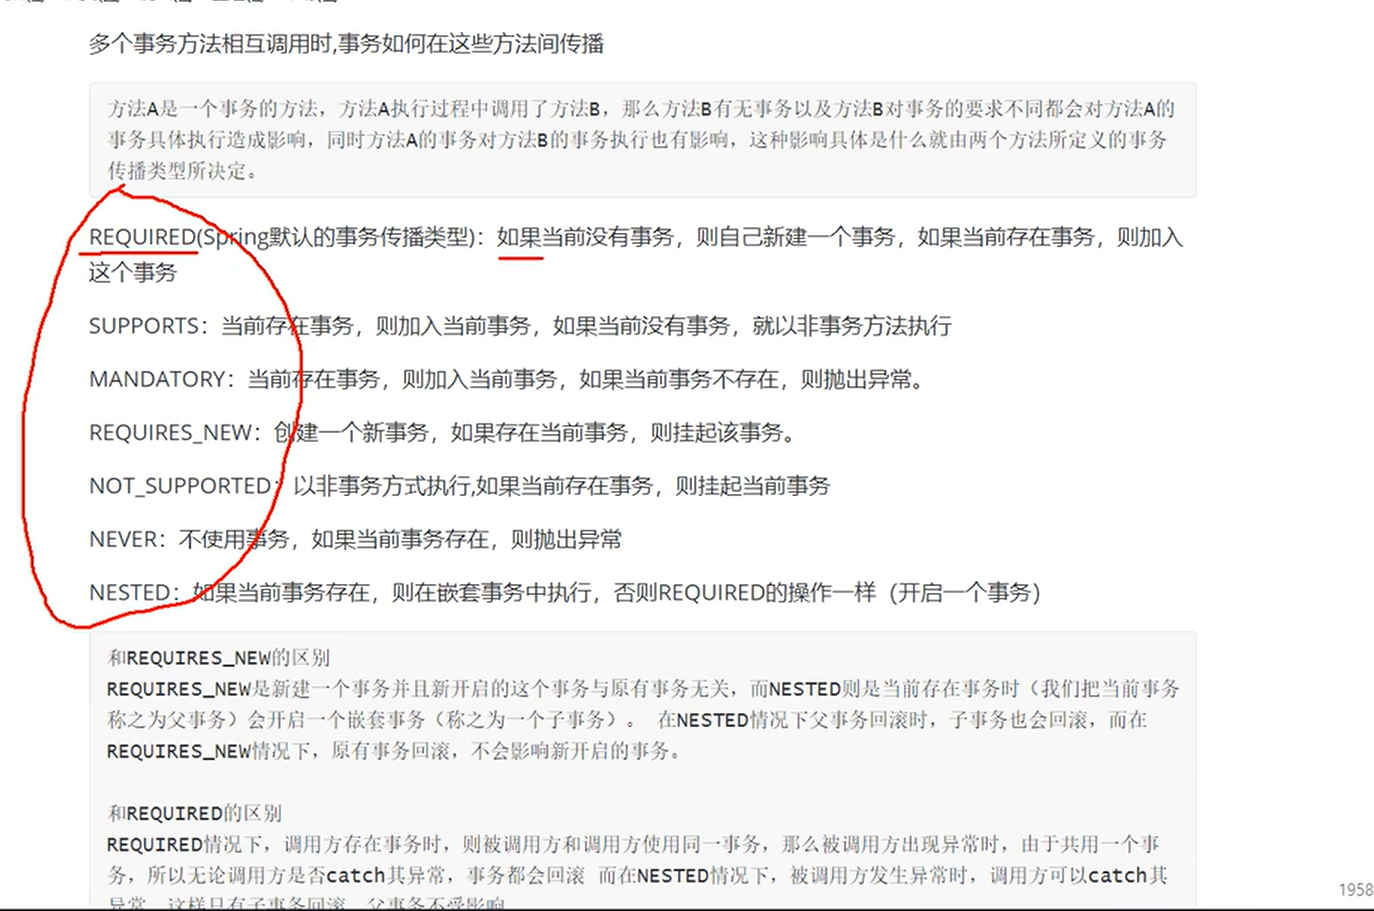 多个事务方法相互调用时,事务如何在这些方法间传播
方法A是一个事务的方法，方法A执行过程中调用了方法B，那么方法B有无事务以及方法B对事务的要求不同都会对方法A的
事务具体执行造成影响，同时方法A的事务对方法B的事务执行也有影响，这种影响具体是什么就由两个方法所定义的事务
传播类型所决定。
REQUIRED(Spring默认的事务传播类型)：如果当前没有事务，则自己新建一个事务，如果当前存在事务，则加入
这个事务
SUPPORTS：当前存在事务，则加入当前事务，如果当前没有事务，就以非事务方法执行
MANDATORY：当前存在事务，则加入当前事务，如果当前事务不存在，则抛出异常。
REQUIRES_NEW：创建一个新事务，如果存在当前事务，则挂起该事务。
NOT_SUPPORTED：以非事务方式执行,如果当前存在事务，则挂起当前事务
NEVER：不使用事务，如果当前事务存在，则抛出异常
NESTED：如果当前事务存在，则在嵌套事务中执行，否则REQUIRED的操作一样（开启一个事务）
和REQUIRES_NEW的区别
REQUIRES_NEW是新建一个事务并且新开启的这个事务与原有事务无关，而NESTED则是当前存在事务时（我们把当前事务
称之为父事务）会开启一个嵌套事务（称之为一个子事务）。 在NESTED情况下父事务回滚时，子事务也会回滚，而在
REQUIRES_NEW情况下，原有事务回滚，不会影响新开启的事务。
和REQUIRED的区别
REQUIRED情况下，调用方存在事务时，则被调用方和调用方使用同一事务，那么被调用方出现异常时，由于共用一个事
务，所以无论调用方是否catch其异常，事务都会回滚 而在NESTED情况下，被调用方发生异常时，调用方可以catch其
异常，这样只有子事务回滚，父事务不受影响
1958